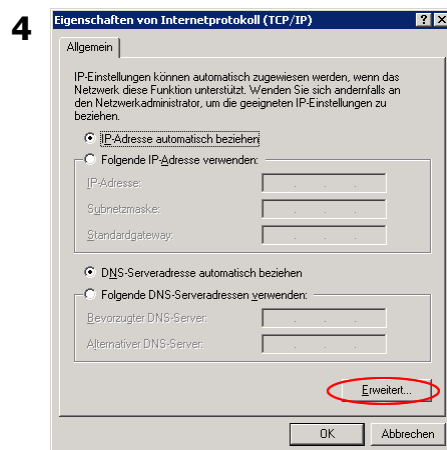 4
Eigenschaften von Internetprotokoll (TCP/IP)
Allgemein
IP-Einstellungen können automatisch zugewiesen werden, wenn das
Netzwerk diese Funktion unterstützt. Wenden Sie sich andernfalls an
den Netzwerkadministrator, um die geeigneten IP-Einstellungen zu
beziehen.
IP-Adresse automatisch beziehen
Folgende IP-Adresse verwenden:
IP-Adresse:
Subnetzmaske:
Standardgateway:
DNS-Serveradresse automatisch beziehen
Folgende DNS-Serveradressen verwenden:
Bevorzugter DNS-Server:
Alternativer DNS-Server:
Erweitert...
OK
Abbrechen